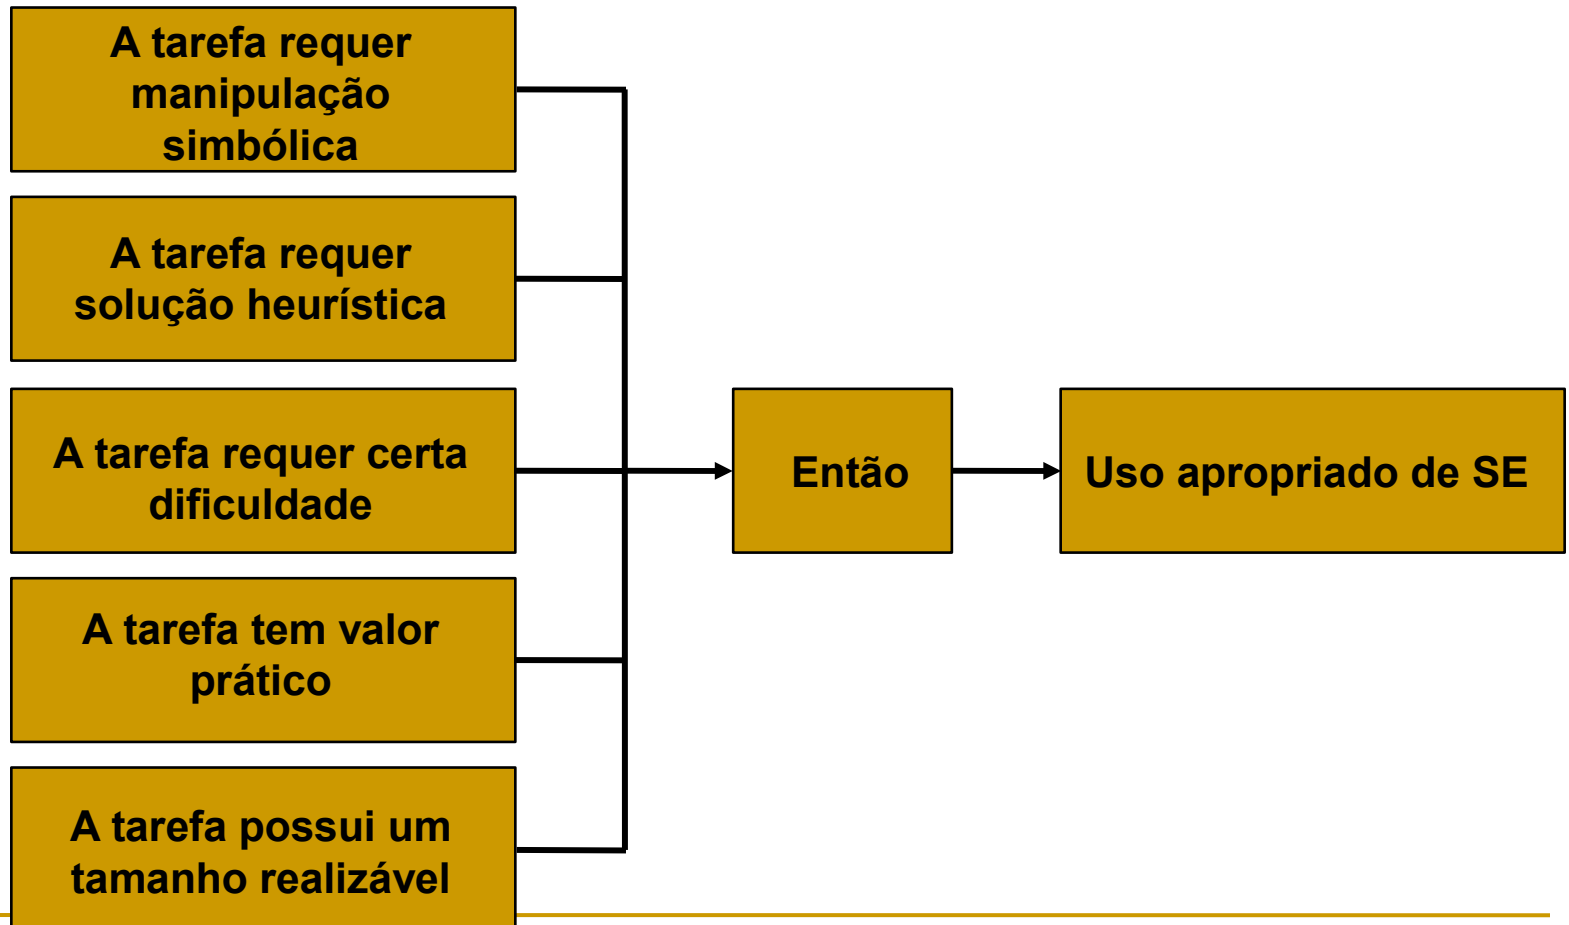 A tarefa requer
manipulação
simbólica
A tarefa requer
solução heurística
A tarefa requer certa
dificuldade
A tarefa tem valor
prático
A tarefa possui um
tamanho realizável
Então
Uso apropriado de SE